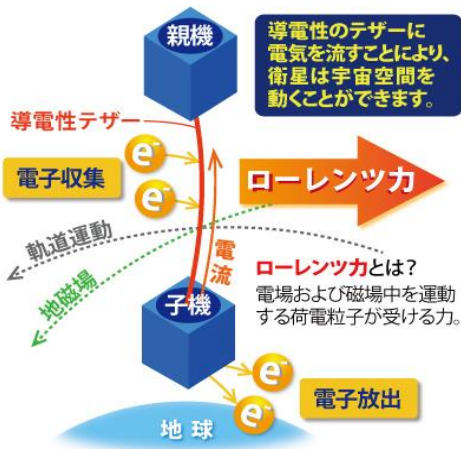 親機
導電性のテザーに
電気を流すことにより、
衛星は宇宙空間を
動くことができます。
導電性テザー
e⁻
電子収集
e⁻
ローレンツ力
軌道運動
電流
地磁場
ローレンツ力とは?
電場および磁場中を運動
する荷電粒子が受ける力。
子機
e⁻
電子放出
e⁻
地球